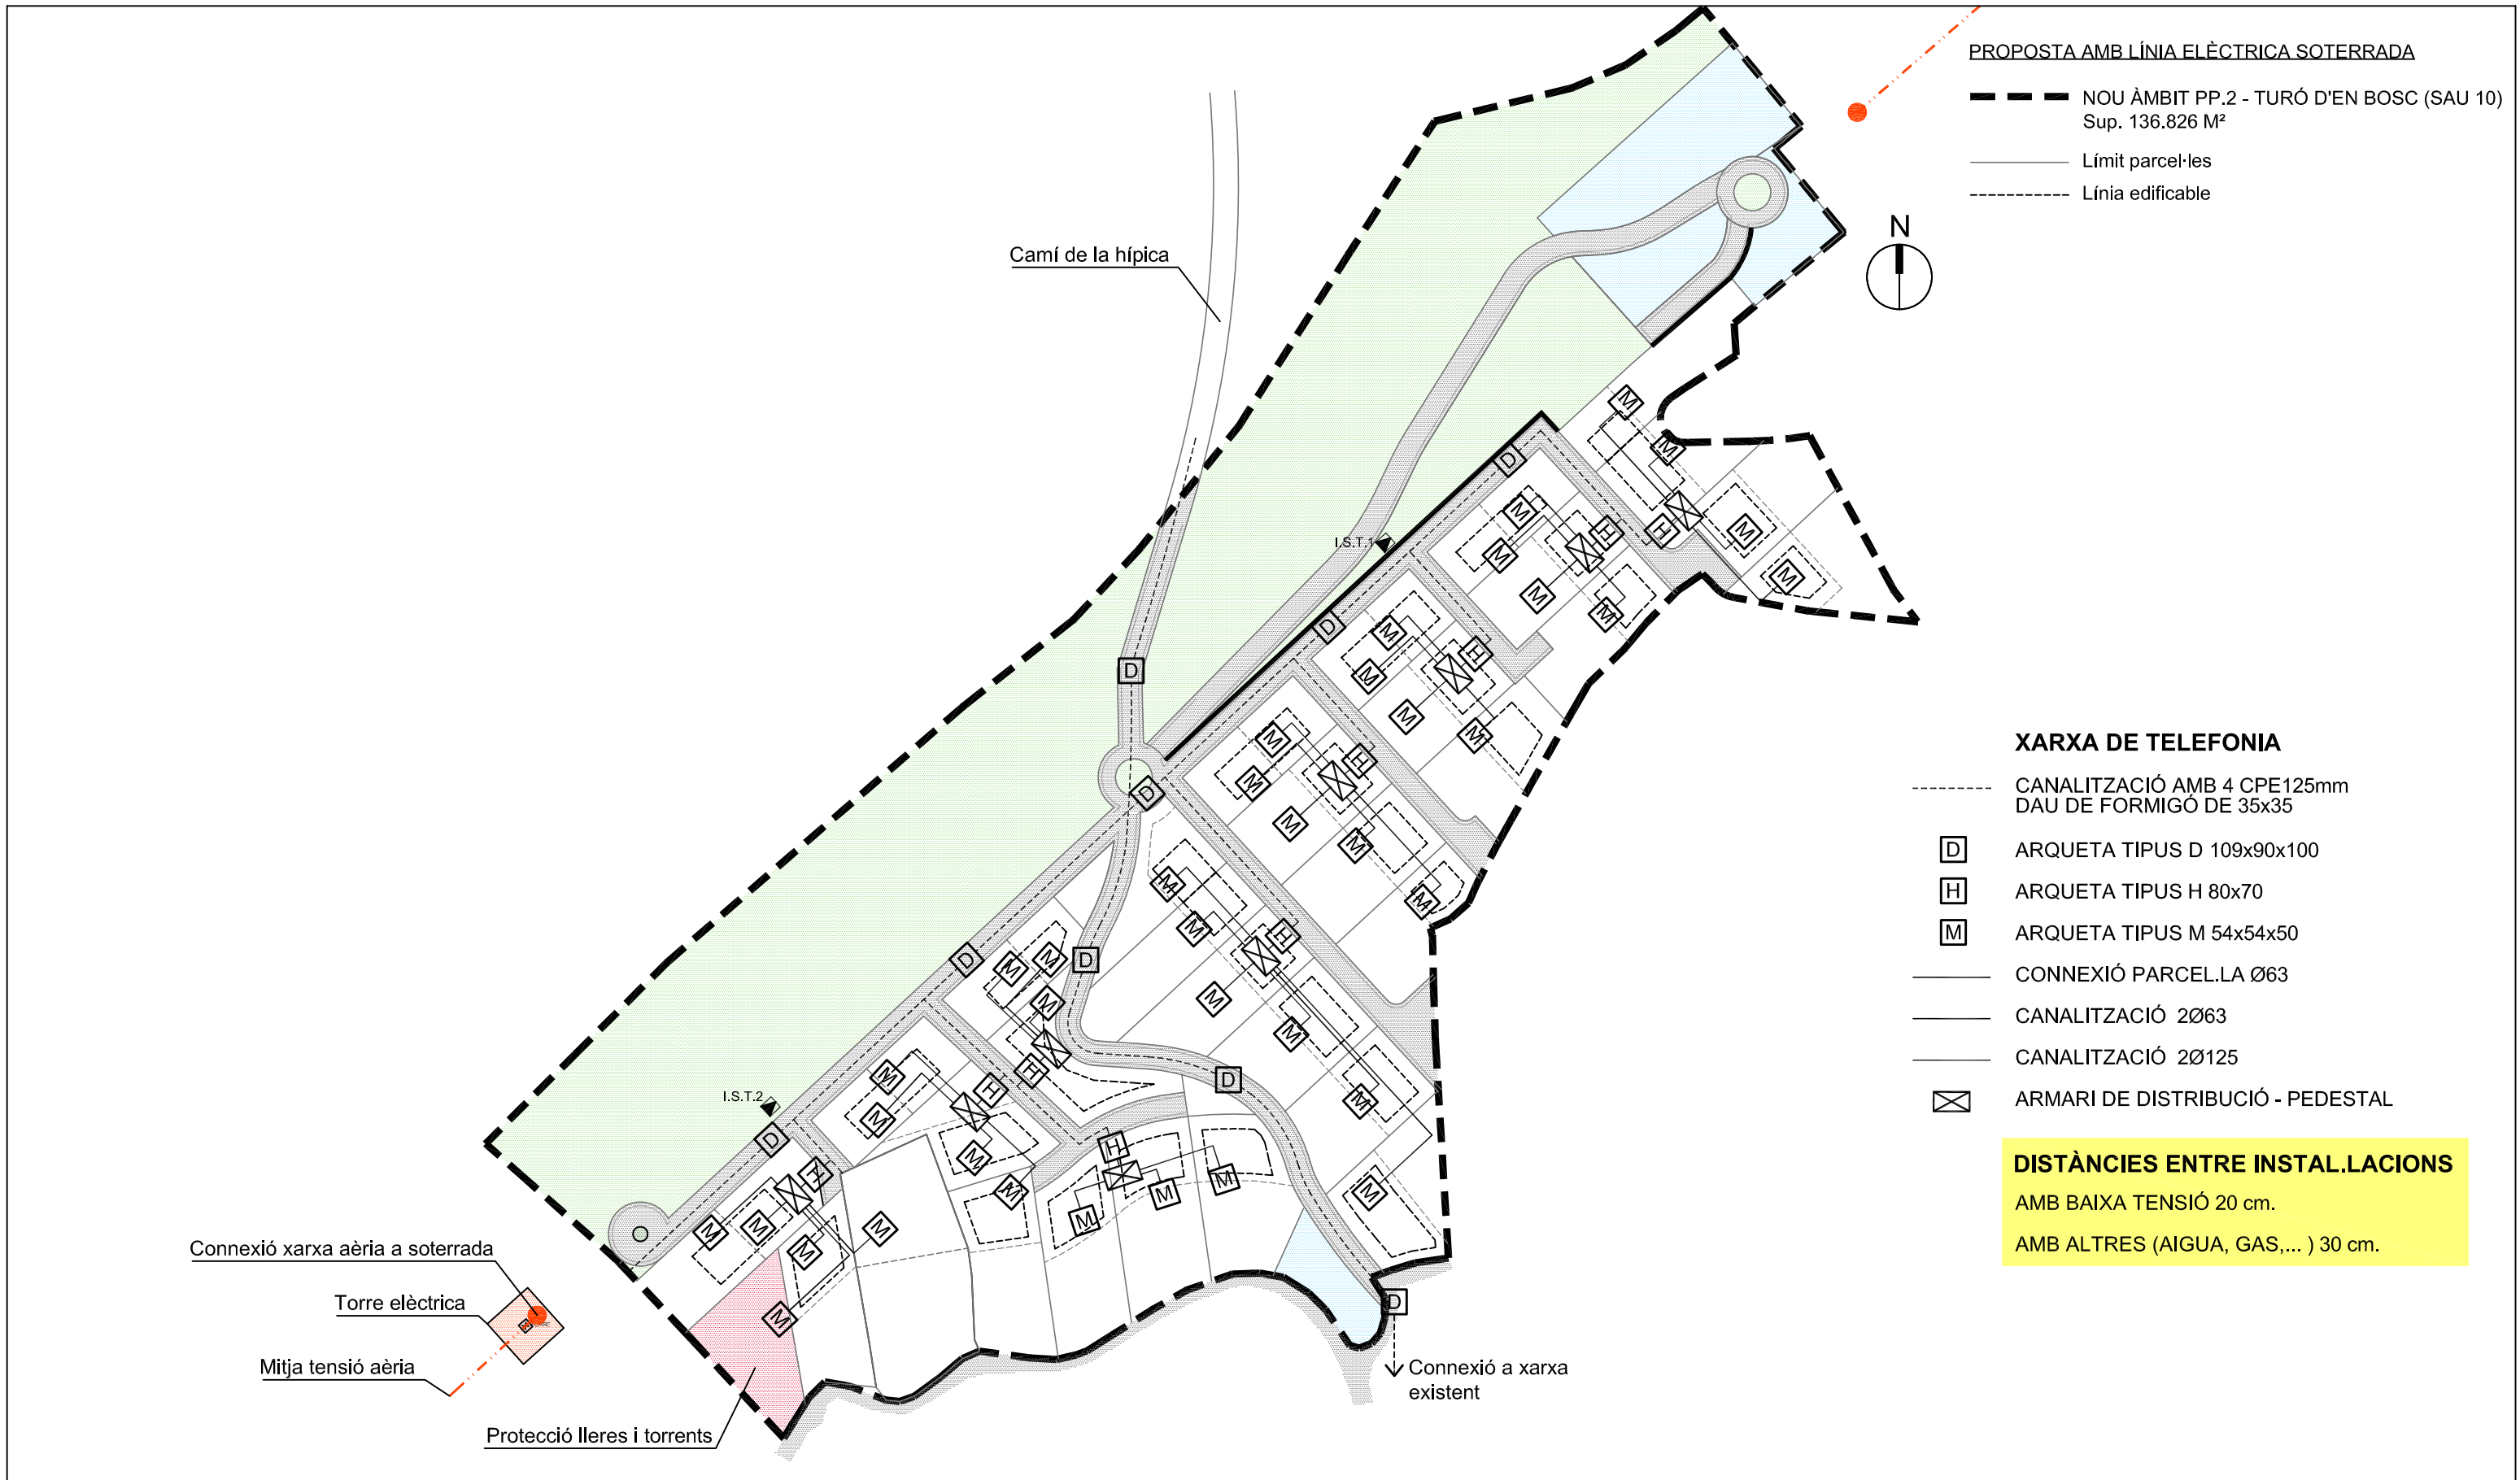 PROPOSTA AMB LÍNIA ELÈCTRICA SOTERRADA
NOU ÀMBIT PP.2 - TURÓ D'EN BOSC (SAU 10)
Sup. 136.826 M²
Límit parcel·les
Línia edificable
N
Camí de la hípica
I.S.T.1
I.S.T.2
XARXA DE TELEFONIA
CANALITZACIÓ AMB 4 CPE125mm
DAU DE FORMIGÓ DE 35x35
D ARQUETA TIPUS D 109x90x100
H ARQUETA TIPUS H 80x70
M ARQUETA TIPUS M 54x54x50
CONNEXIÓ PARCEL.LA Ø63
CANALITZACIÓ 2Ø63
CANALITZACIÓ 2Ø125
ARMARI DE DISTRIBUCIÓ - PEDESTAL
DISTÀNCIES ENTRE INSTAL.LACIONS
AMB BAIXA TENSIÓ 20 cm.
AMB ALTRES (AIGUA, GAS,... ) 30 cm.
Connexió xarxa aèria a soterrada
Torre elèctrica
Mitja tensió aèria
Protecció lleres i torrents
Connexió a xarxa
existent